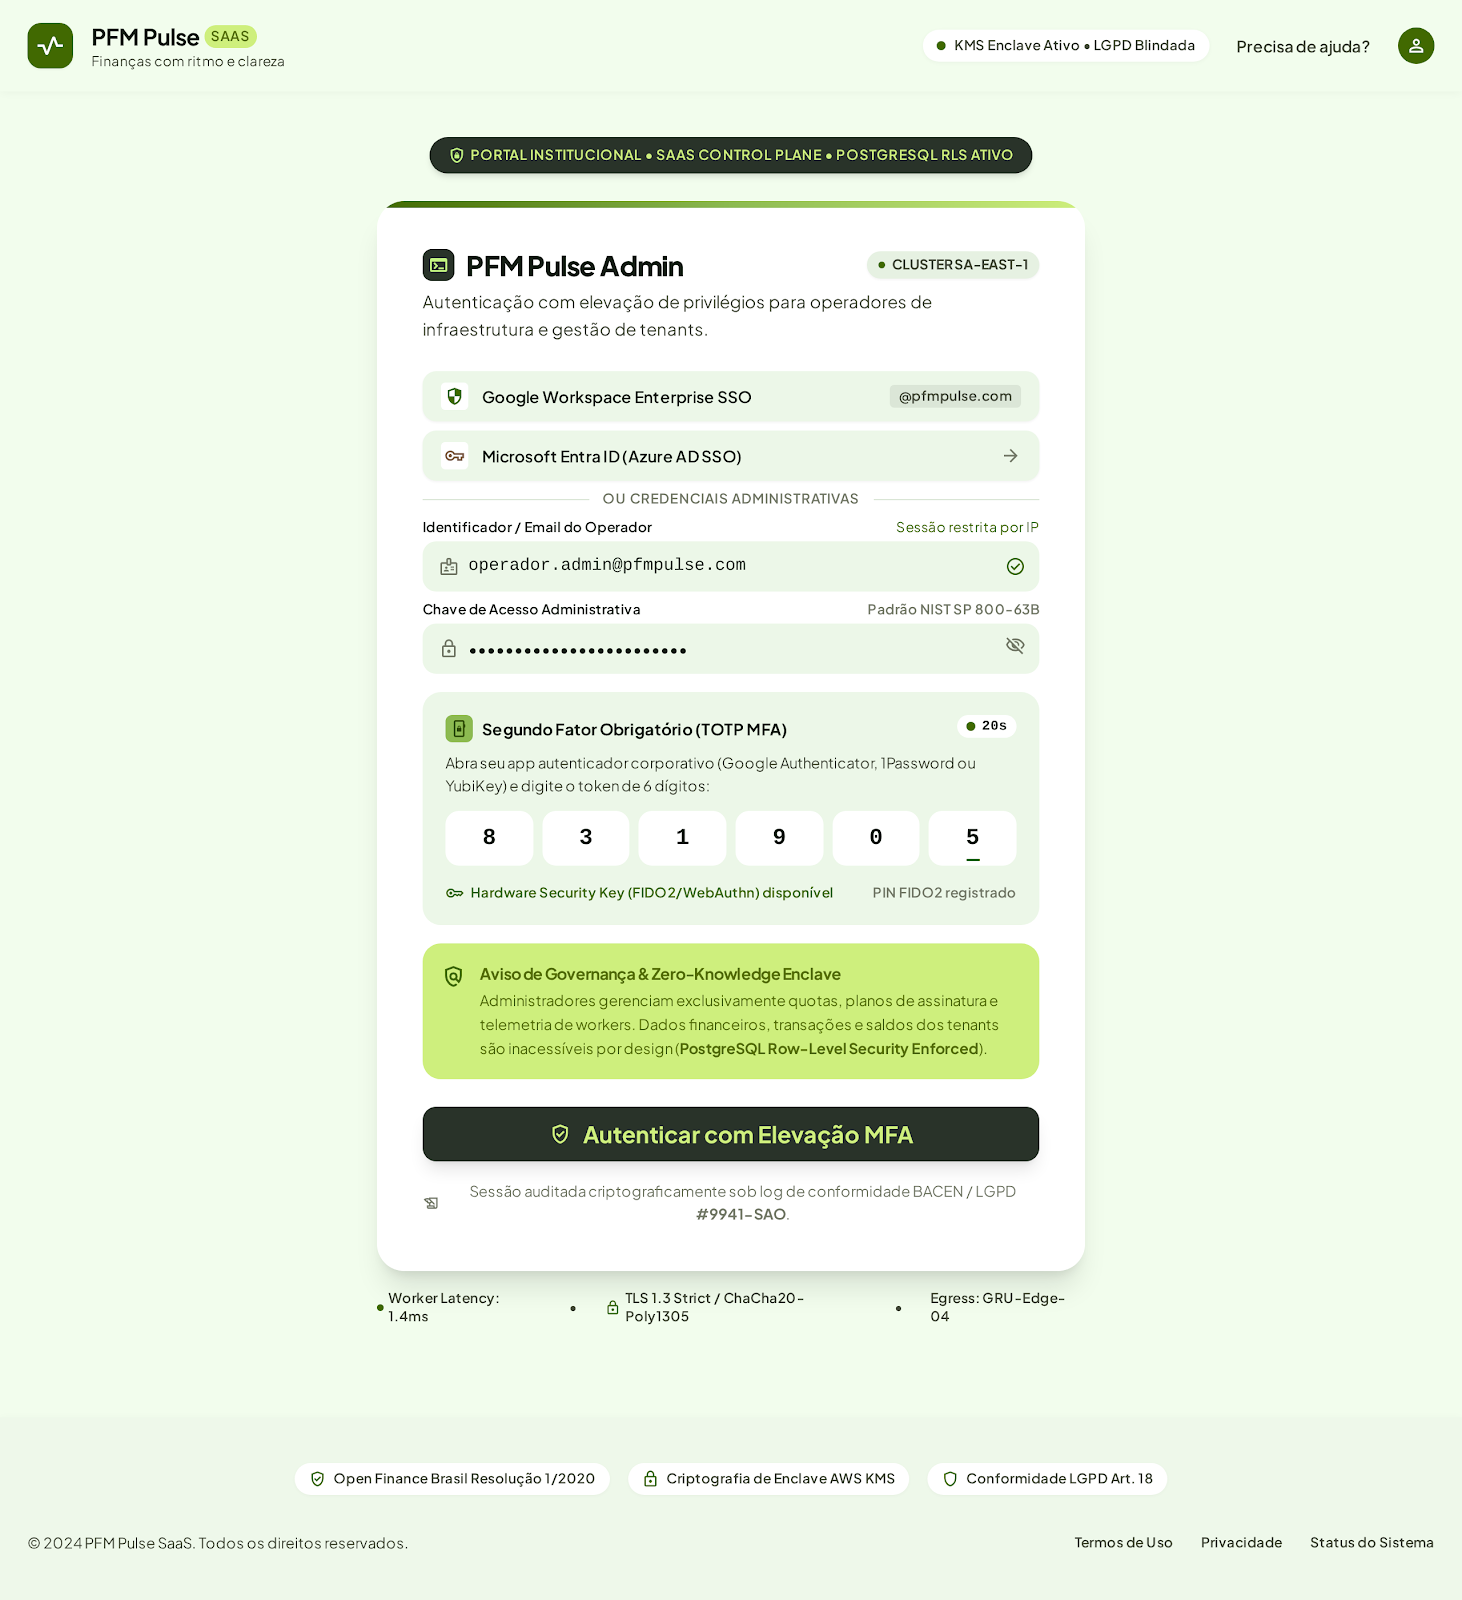 PFM Pulse SAAS
Finanças com ritmo e clareza
KMS Enclave Ativo • LGPD Blindada
Precisa de ajuda?
PORTAL INSTITUCIONAL • SAAS CONTROL PLANE • POSTGRESQL RLS ATIVO
PFM Pulse Admin
CLUSTER SA-EAST-1
Autenticação com elevação de privilégios para operadores de
infraestrutura e gestão de tenants.
Google Workspace Enterprise SSO
@pfmpulse.com
Microsoft Entra ID (Azure AD SSO)
OU CREDENCIAIS ADMINISTRATIVAS
Identificador / Email do Operador
Sessão restrita por IP
operador.admin@pfmpulse.com
Chave de Acesso Administrativa
Padrão NIST SP 800-63B
••••••••••••••••••••••••
Segundo Fator Obrigatório (TOTP MFA)
20s
Abra seu app autenticador corporativo (Google Authenticator, 1Password ou
YubiKey) e digite o token de 6 dígitos:
8 3 1 9 0 5
Hardware Security Key (FIDO2/WebAuthn) disponível
PIN FIDO2 registrado
Aviso de Governança & Zero-Knowledge Enclave
Administradores gerenciam exclusivamente quotas, planos de assinatura e
telemetria de workers. Dados financeiros, transações e saldos dos tenants
são inacessíveis por design (PostgreSQL Row-Level Security Enforced).
Autenticar com Elevação MFA
Sessão auditada criptograficamente sob log de conformidade BACEN / LGPD
#9941-SAO.
Worker Latency:
1.4ms
•
TLS 1.3 Strict / ChaCha20-
Poly1305
•
Egress: GRU-Edge-
04
Open Finance Brasil Resolução 1/2020
Criptografia de Enclave AWS KMS
Conformidade LGPD Art. 18
© 2024 PFM Pulse SaaS. Todos os direitos reservados.
Termos de Uso
Privacidade
Status do Sistema